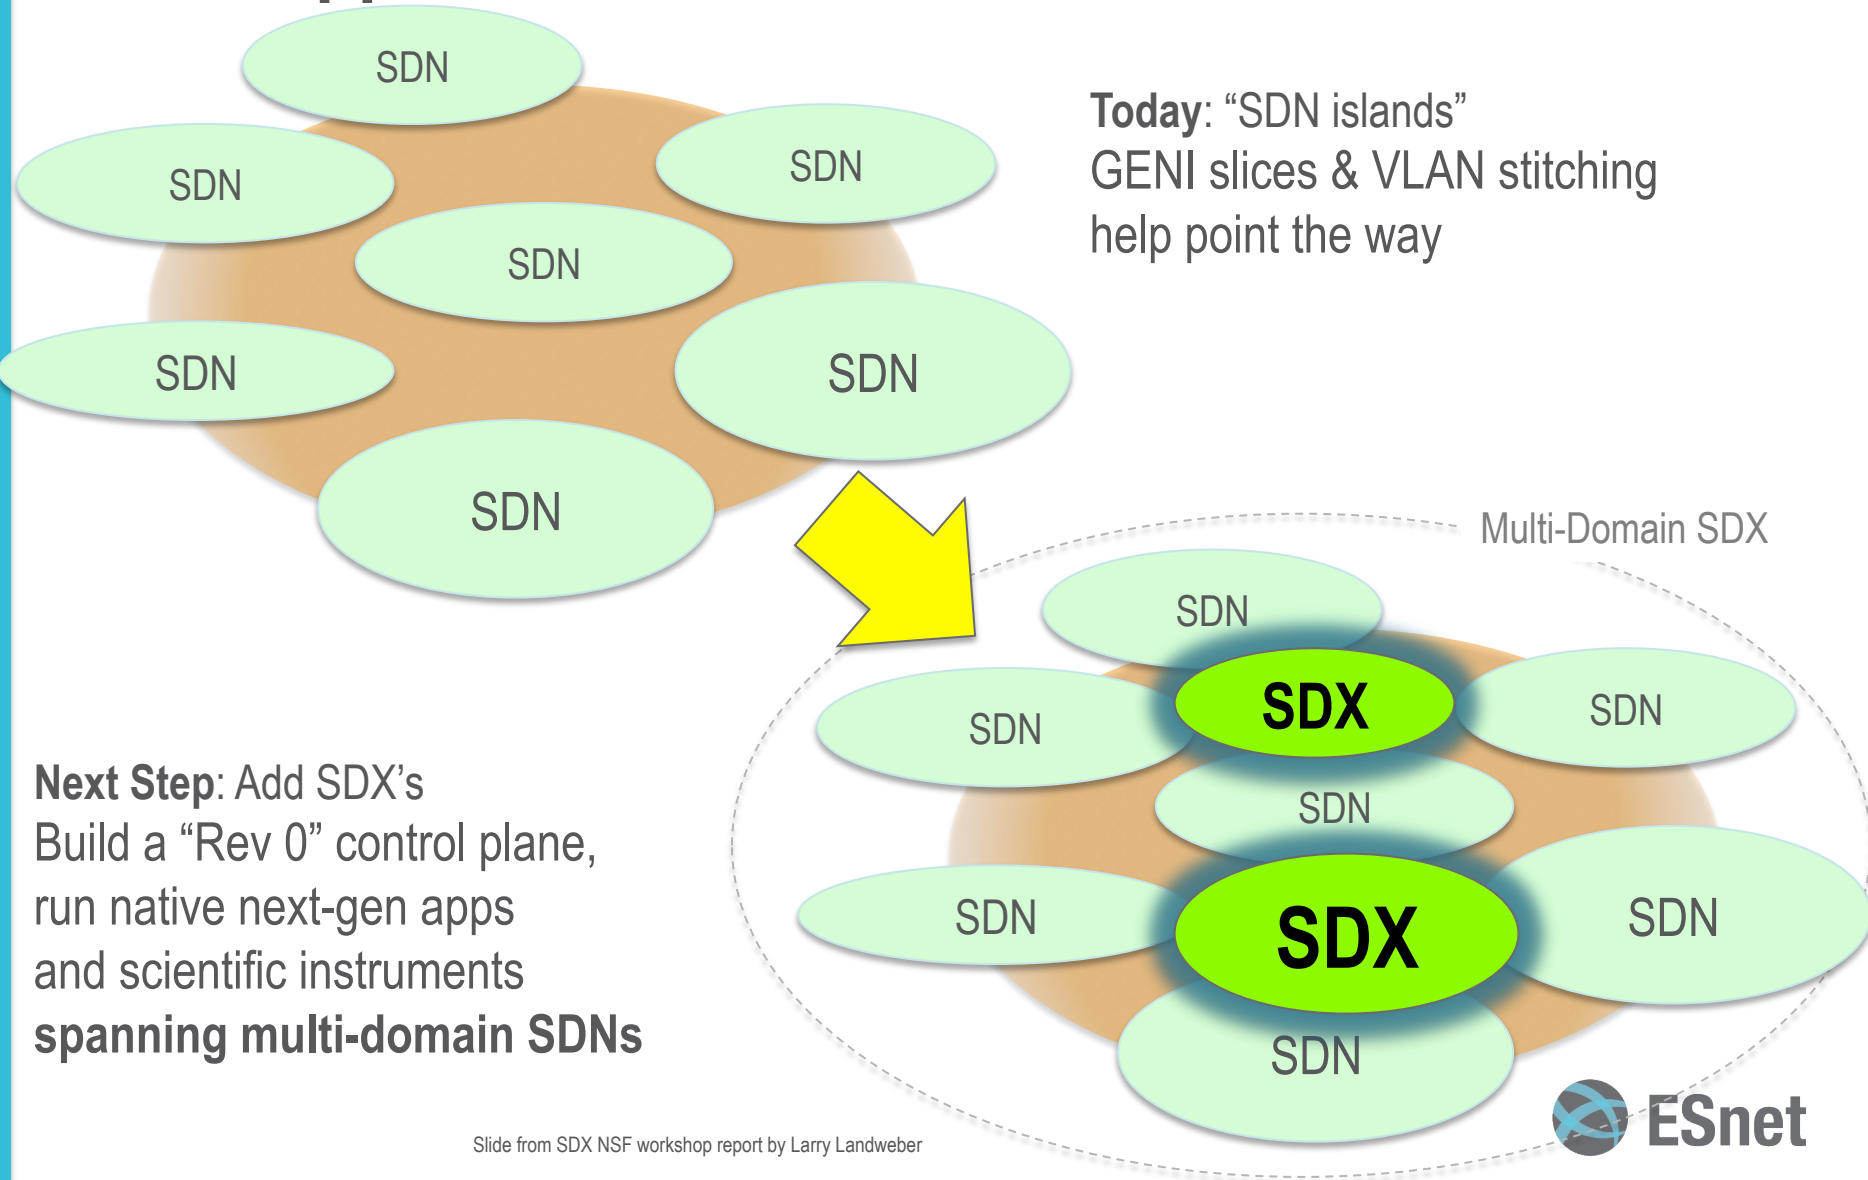 SDN
SDN
SDN
SDN
SDN
SDN
SDN
Today: “SDN islands”
GENI slices & VLAN stitching
help point the way
Multi-Domain SDX
SDN
SDX
SDN
SDN
SDN
SDN
SDX
SDN
SDN
Next Step: Add SDX’s
Build a “Rev 0” control plane,
run native next-gen apps
and scientific instruments
spanning multi-domain SDNs
Slide from SDX NSF workshop report by Larry Landweber
ESnet